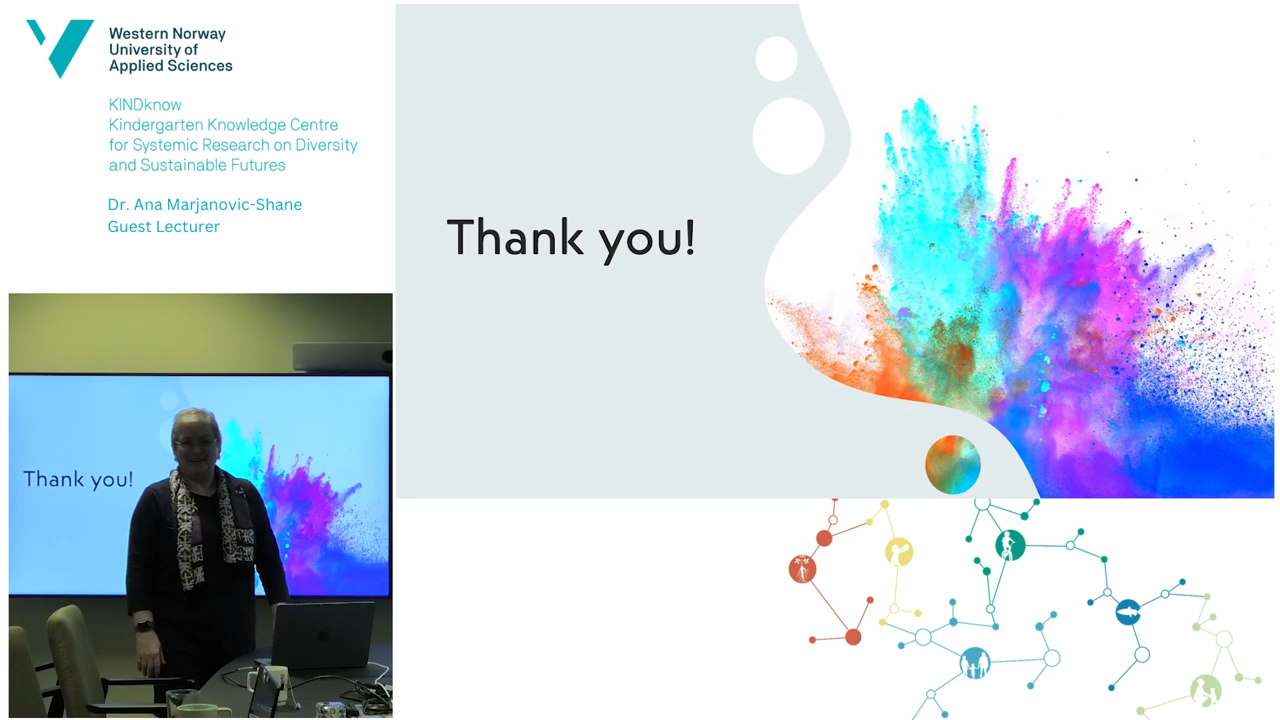 Western Norway
University of
Applied Sciences
KINDknow
Kindergarten Knowledge Centre
for Systemic Research on Diversity
and Sustainable Futures
Dr. Ana Marjanovic-Shane
Guest Lecturer
Thank you!
Thank you!